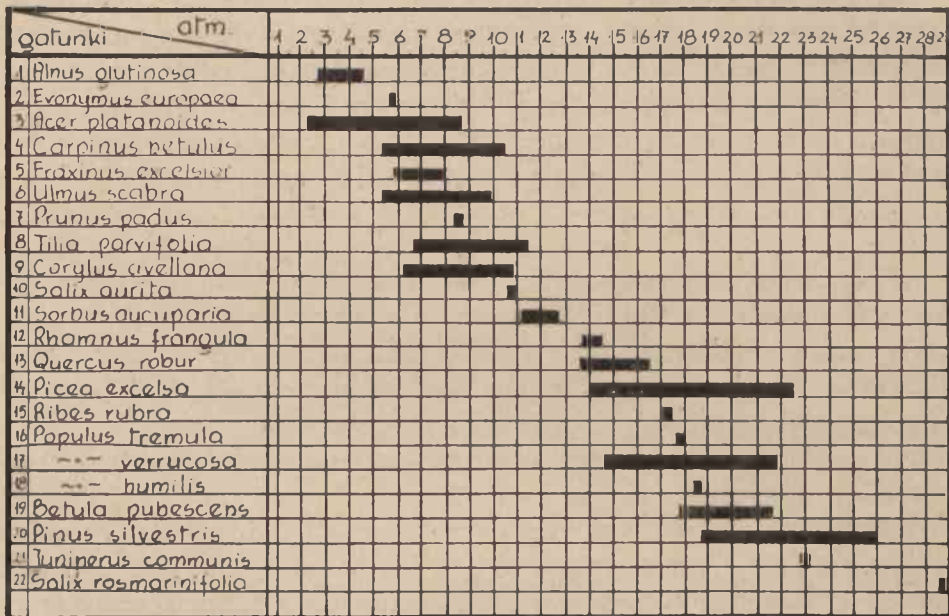 gatunki atm. 1 2 3 4 5 6 7 8 9 10 11 12 13 14 15 16 17 18 19 20 21 22 23 24 25 26 27 28 2
1 Alnus glutinosa
2 Evonymus europaea
3 Acer platanoides
4 Carpinus betulus
5 Fraxinus excelsior
6 Ulmus scabra
7 Prunus padus
8 Tilia parvifolia
9 Corylus avellana
10 Salix aurita
11 Sorbus aucuparia
12 Rhamnus frangula
13 Quercus robur
14 Picea excelsa
15 Ribes rubra
16 Populus tremula
17 -"- verrucosa
18 -"- humilis
19 Betula pubescens
20 Pinus silvestris
21 Juniperus communis
22 Salix rosmarinifolia